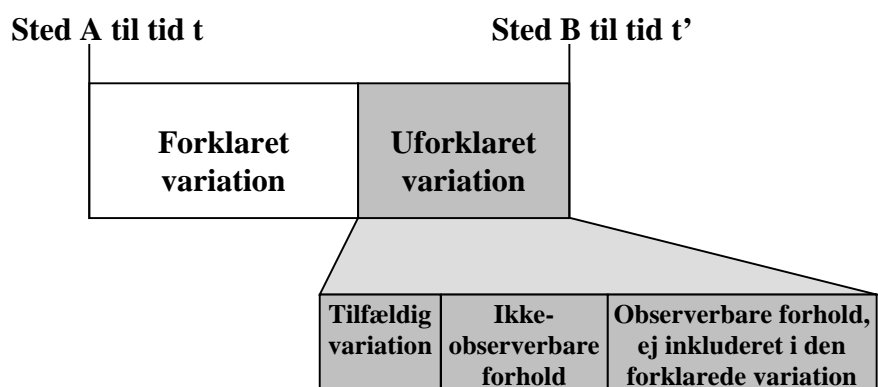 Sted A til tid t
Sted B til tid t’
Forklaret
variation
Uforklaret
variation
Tilfældig
variation
Ikke-
observerbare
forhold
Observerbare forhold,
ej inkluderet i den
forklarede variation